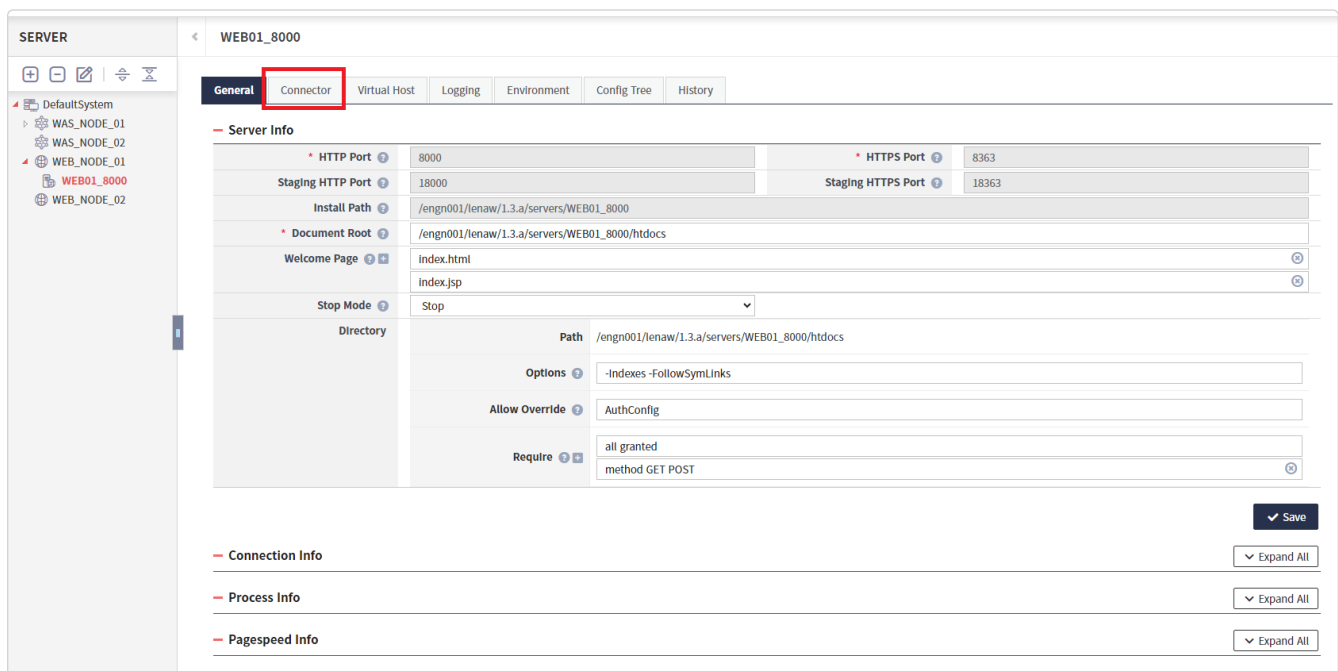 SERVER
WEB01_8000
DefaultSystem
WAS_NODE_01
WAS_NODE_02
WEB_NODE_01
WEB01_8000
WEB_NODE_02
General Connector Virtual Host Logging Environment Config Tree History
Server Info
* HTTP Port 8000 * HTTPS Port 8363
Staging HTTP Port 18000 Staging HTTPS Port 18363
Install Path /engn001/lenaw/1.3.a/servers/WEB01_8000
* Document Root /engn001/lenaw/1.3.a/servers/WEB01_8000/htdocs
Welcome Page index.html
index.jsp
Stop Mode Stop
Directory
Path /engn001/lenaw/1.3.a/servers/WEB01_8000/htdocs
Options -Indexes -FollowSymLinks
Allow Override AuthConfig
Require all granted
method GET POST
Save
Connection Info Expand All
Process Info Expand All
Pagespeed Info Expand All